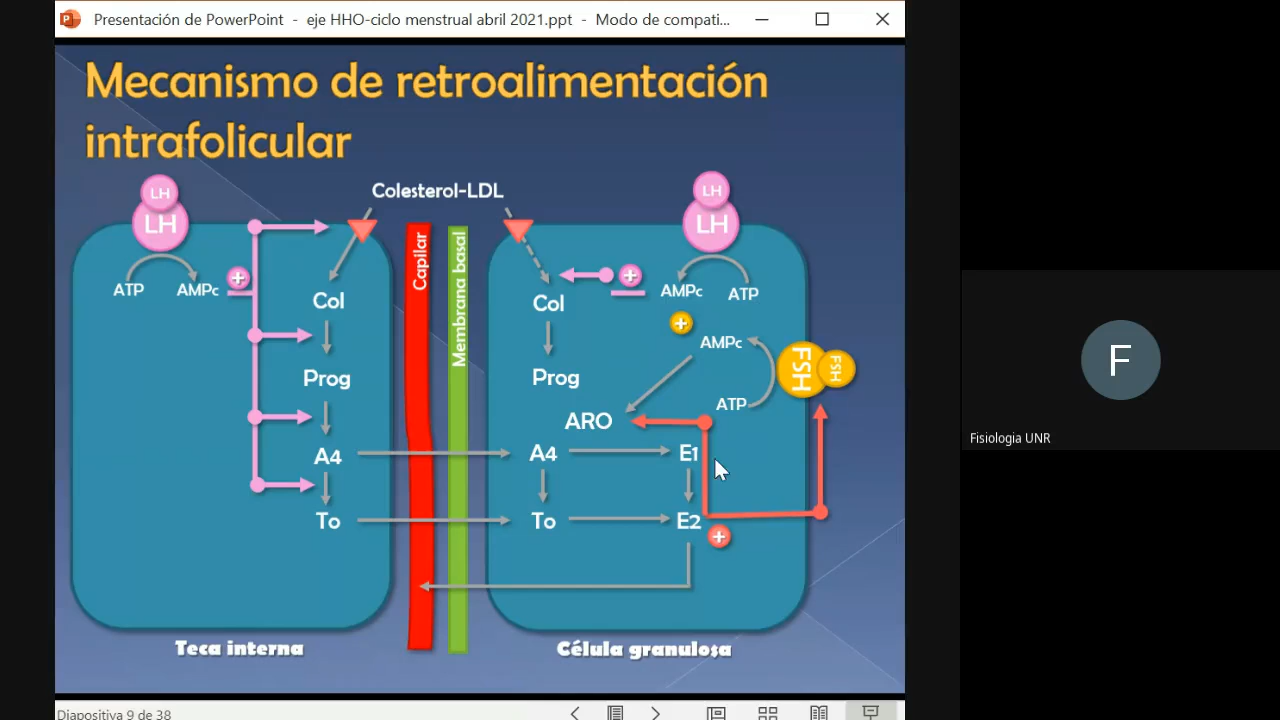 Presentación de PowerPoint - eje HHO-ciclo menstrual abril 2021.ppt - Modo de compati...
Mecanismo de retroalimentación
intrafolicular
Colesterol-LDL
LH
LH
ATP
AMPc
+
Col
Prog
A4
To
Teca interna
Capilar
Membrana basal
LH
LH
Col
+
AMPc
ATP
+
AMPc
Prog
FSH
FSH
ATP
ARO
A4
E1
To
E2
+
Célula granulosa
F
Fisiologia UNR
Diapositiva 9 de 38